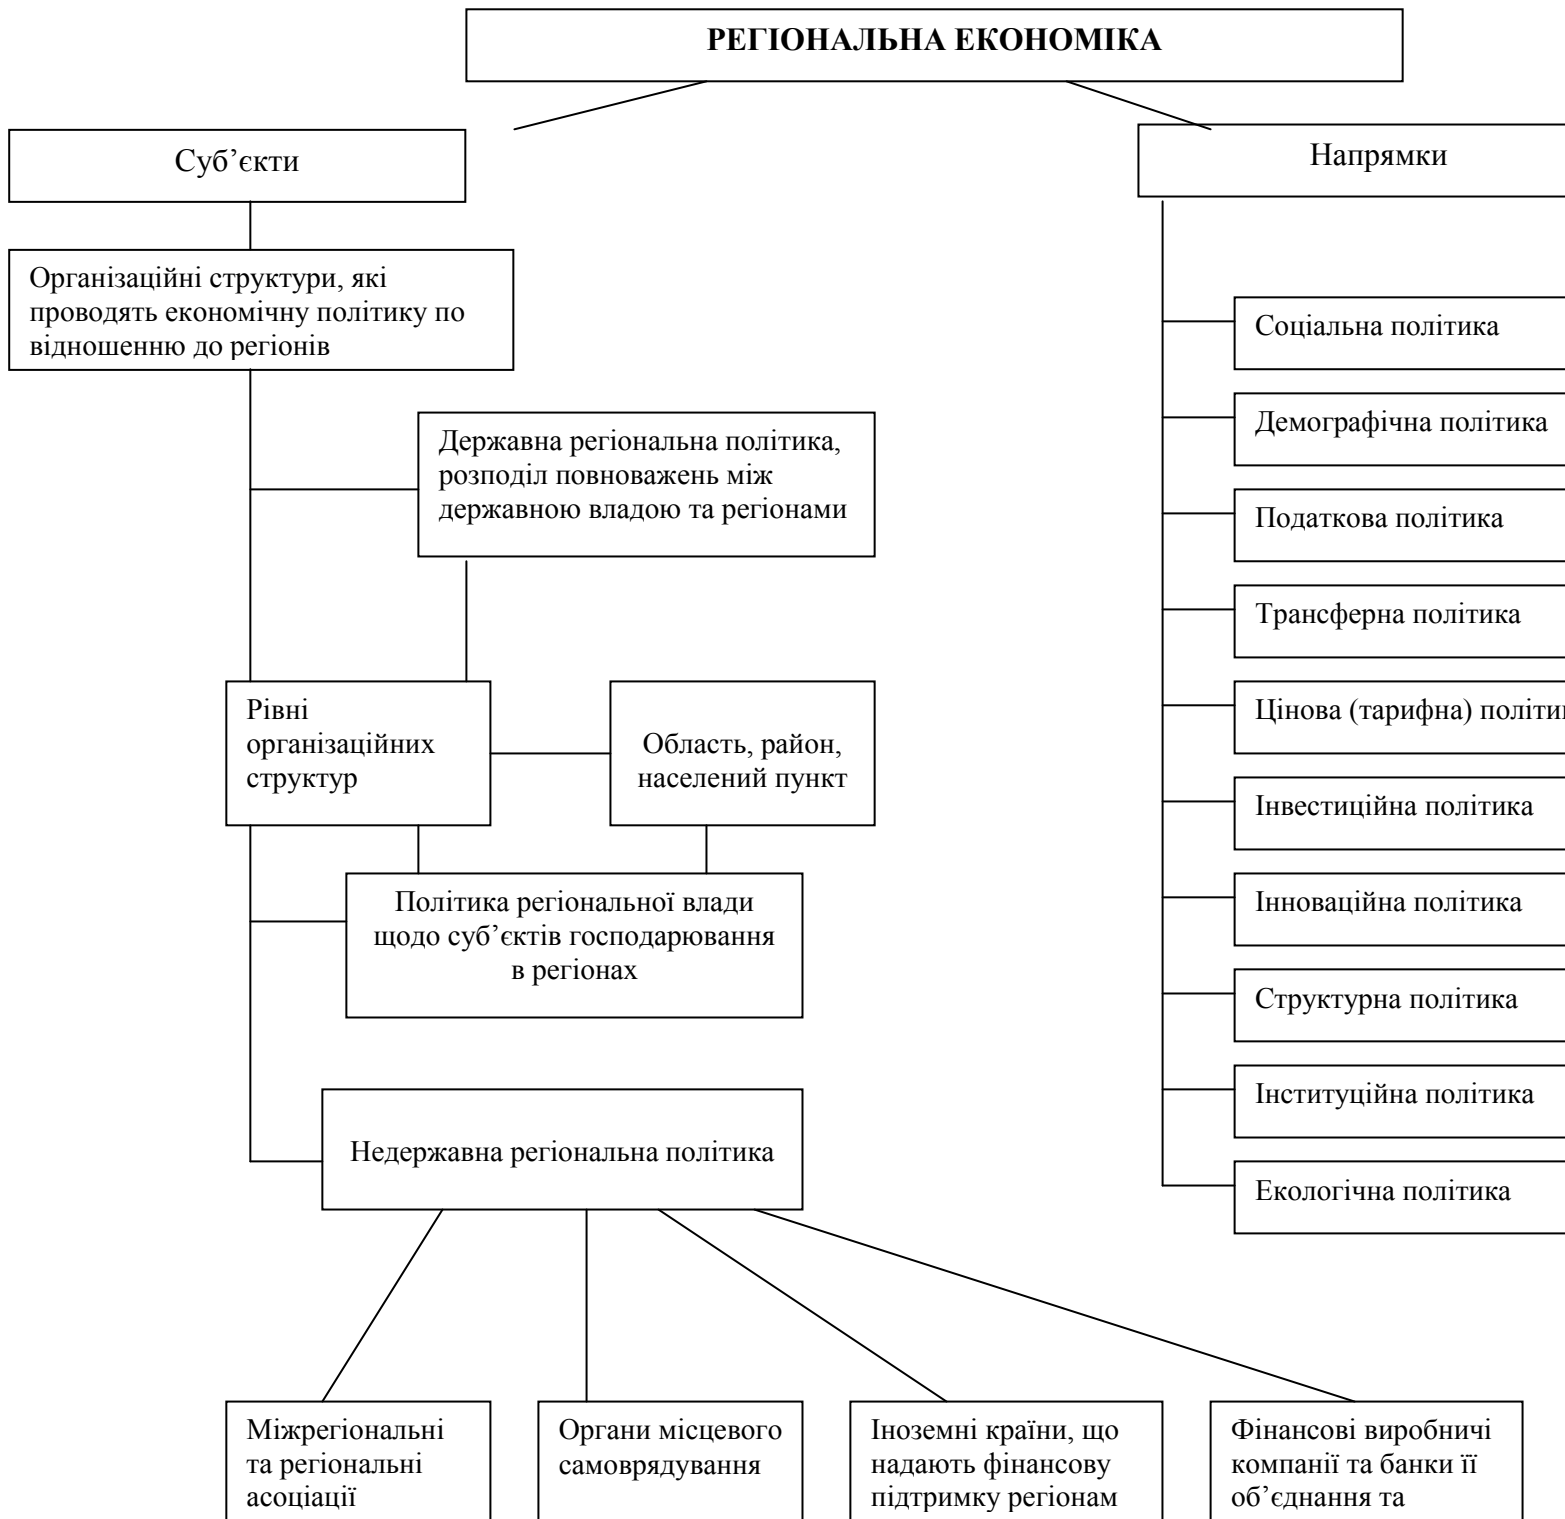 РЕГІОНАЛЬНА ЕКОНОМІКА
Суб’єкти
Напрямки
Організаційні структури, які
проводять економічну політику по
відношенню до регіонів
Державна регіональна політика,
розподіл повноважень між
державною владою та регіонами
Рівні
організаційних
структур
Область, район,
населений пункт
Політика регіональної влади
щодо суб’єктів господарювання
в регіонах
Недержавна регіональна політика
Міжрегіональні
та регіональні
асоціації
Органи місцевого
самоврядування
Іноземні країни, що
надають фінансову
підтримку регіонам
Фінансові виробничі
компанії та банки її
об’єднання та
Соціальна політика
Демографічна політика
Податкова політика
Трансферна політика
Цінова (тарифна)
Інвестиційна політика
Інноваційна політика
Структурна політика
Інституційна політика
Екологічна політика